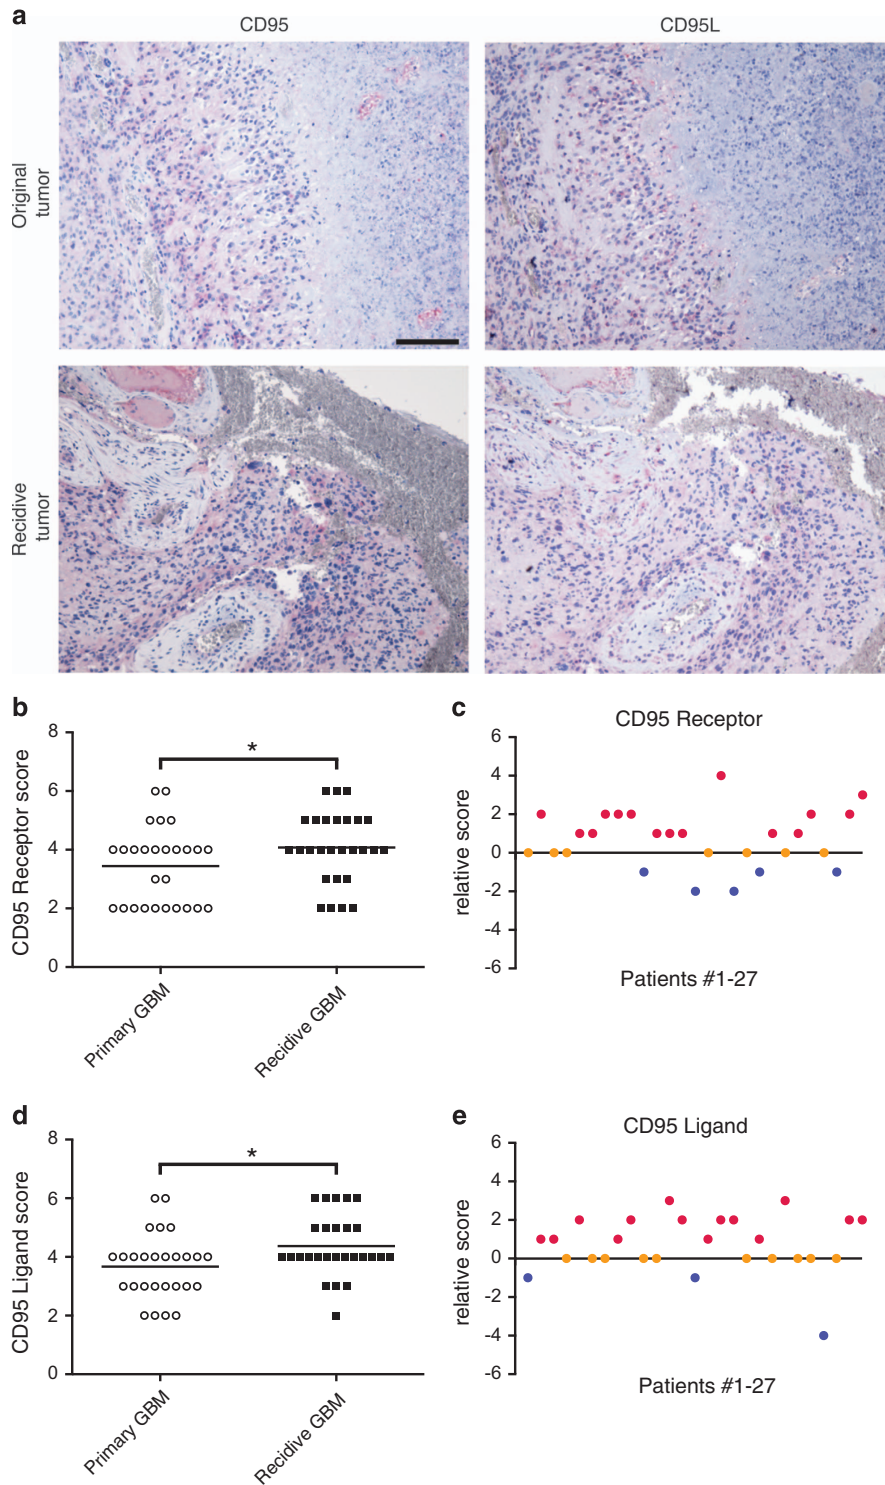 a
CD95
CD95L
Original
tumor
Recidive
tumor
b
8
6
4
2
0
CD95 Receptor score
*
Primary GBM
Recidive GBM
c
CD95 Receptor
6
4
2
0
-2
-4
-6
relative score
Patients #1-27
d
8
6
4
2
0
CD95 Ligand score
*
Primary GBM
Recidive GBM
e
CD95 Ligand
6
4
2
0
-2
-4
-6
relative score
Patients #1-27